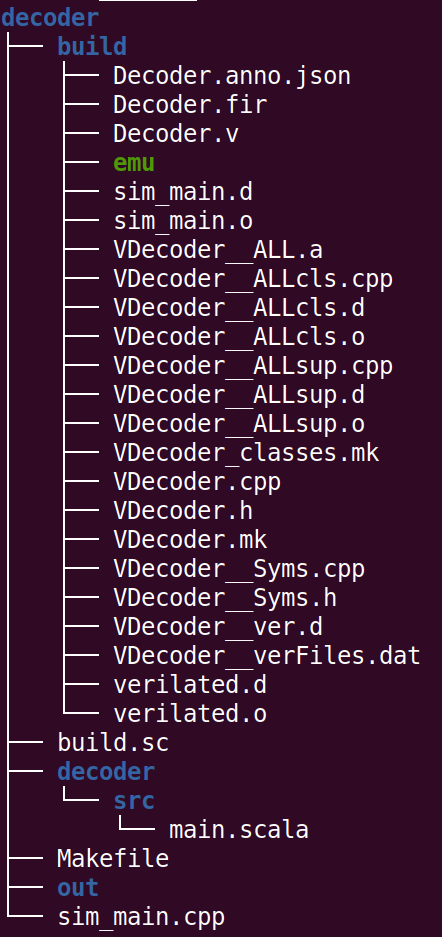 decoder
build
Decoder.anno.json
Decoder.fir
Decoder.v
emu
sim_main.d
sim_main.o
VDecoder__ALL.a
VDecoder__ALLcls.cpp
VDecoder__ALLcls.d
VDecoder__ALLcls.o
VDecoder__ALLsup.cpp
VDecoder__ALLsup.d
VDecoder__ALLsup.o
VDecoder_classes.mk
VDecoder.cpp
VDecoder.h
VDecoder.mk
VDecoder__Syms.cpp
VDecoder__Syms.h
VDecoder__ver.d
VDecoder__verFiles.dat
verilated.d
verilated.o
build.sc
decoder
src
main.scala
Makefile
out
sim_main.cpp